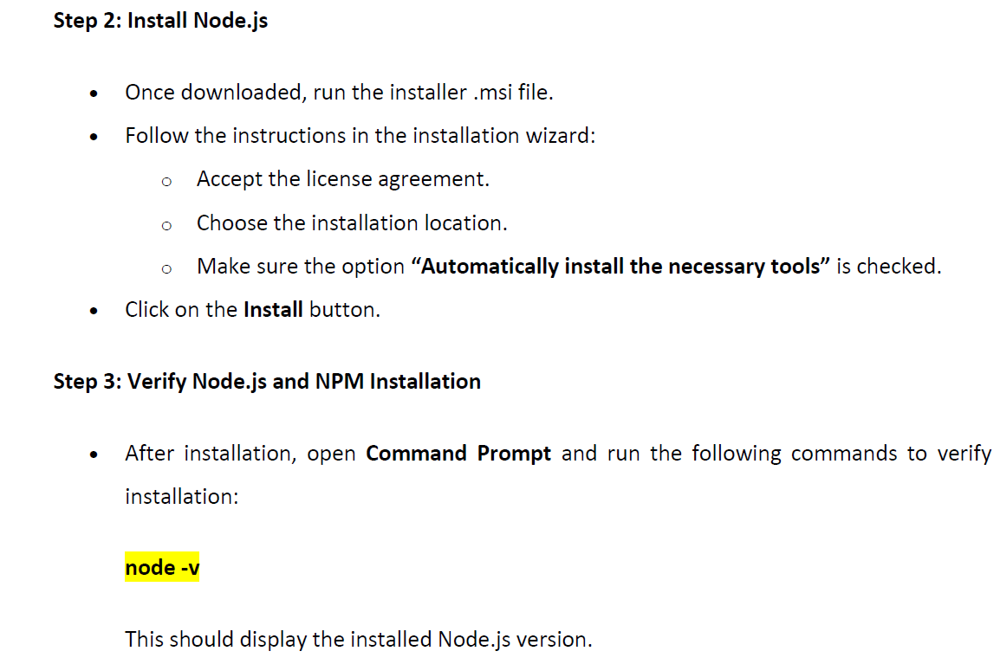 Step 2: Install Node.js
• Once downloaded, run the installer .msi file.
• Follow the instructions in the installation wizard:
o Accept the license agreement.
o Choose the installation location.
o Make sure the option “Automatically install the necessary tools” is checked.
• Click on the Install button.
Step 3: Verify Node.js and NPM Installation
• After installation, open Command Prompt and run the following commands to verify
installation:
node -v
This should display the installed Node.js version.